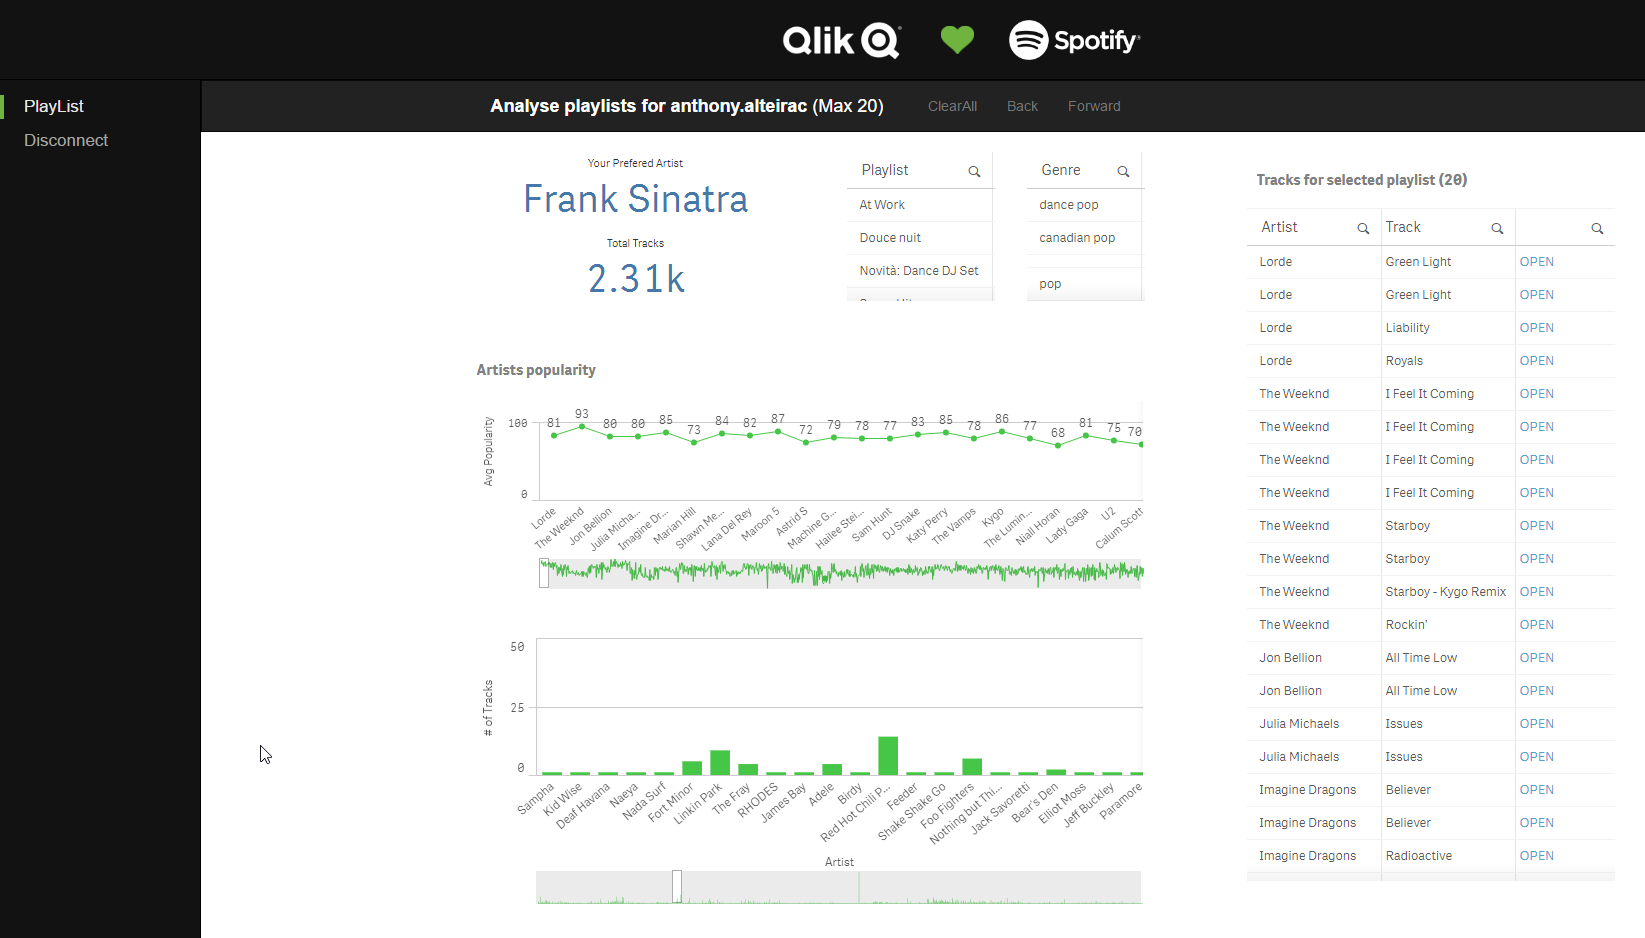 Qlik
Spotify
PlayList
Disconnect
Analyse playlists for anthony.alteirac (Max 20)
ClearAll
Back
Forward
Your Prefered Artist
Frank Sinatra
Total Tracks
2.31k
Playlist
At Work
Douce nuit
Novità: Dance DJ Set
Genre
dance pop
canadian pop
pop
Artists popularity
Avg Popularity
100
0
81 93 80 80 85 73 84 82 87 72 79 78 77 83 85 78 86 77 68 81 75 70
Lorde
The Weeknd
Jon Bellion
Julia Micha...
Imagine Dr...
Marian Hill
Shawn Me...
Lana Del Rey
Maroon 5
Astrid S
Machine G...
Hailee Stei...
Sam Hunt
DJ Snake
Katy Perry
The Vamps
Kygo
The Lumin...
Niall Horan
Lady Gaga
U2
Calum Scott
# of Tracks
50
25
0
Sampha
Kid Wise
Deaf Havana
Naeya
Nada Surf
Fort Minor
Linkin Park
The Fray
RHODES
James Bay
Adele
Birdy
Red Hot Chili P...
Feeder
Shake Shake Go
Foo Fighters
Nothing but Thi...
Jack Savoretti
Bear's Den
Elliot Moss
Jeff Buckley
Paramore
Artist
Tracks for selected playlist (20)
Artist Track
Lorde Green Light OPEN
Lorde Green Light OPEN
Lorde Liability OPEN
Lorde Royals OPEN
The Weeknd I Feel It Coming OPEN
The Weeknd I Feel It Coming OPEN
The Weeknd I Feel It Coming OPEN
The Weeknd I Feel It Coming OPEN
The Weeknd Starboy OPEN
The Weeknd Starboy OPEN
The Weeknd Starboy - Kygo Remix OPEN
The Weeknd Rockin' OPEN
Jon Bellion All Time Low OPEN
Jon Bellion All Time Low OPEN
Julia Michaels Issues OPEN
Julia Michaels Issues OPEN
Imagine Dragons Believer OPEN
Imagine Dragons Believer OPEN
Imagine Dragons Radioactive OPEN